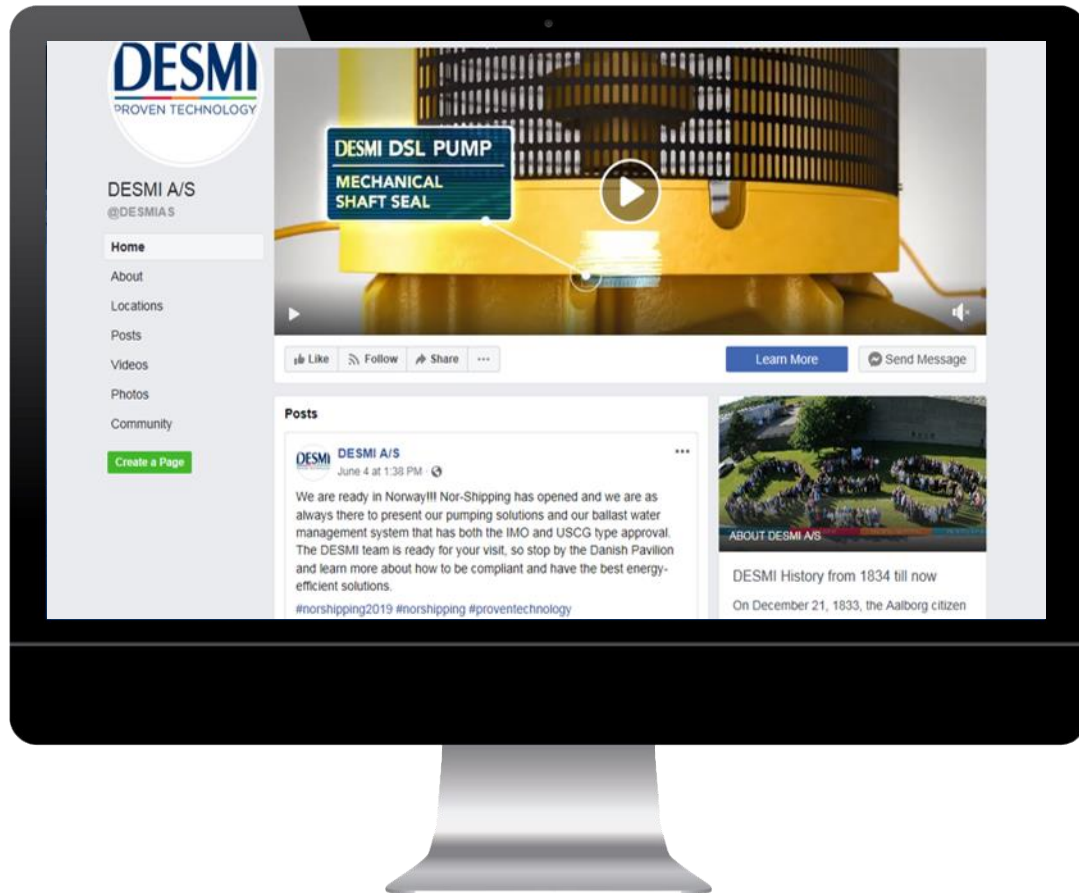 DESMI
PROVEN TECHNOLOGY
DESMI A/S
@DESMIAS
Home
About
Locations
Posts
Videos
Photos
Community
Create a Page
DESMI DSL PUMP
MECHANICAL
SHAFT SEAL
Like Follow Share ...
Learn More
Send Message
Posts
DESMI
DESMI A/S
June 4 at 1:38 PM ·
We are ready in Norway!!! Nor-Shipping has opened and we are as
always there to present our pumping solutions and our ballast water
management system that has both the IMO and USCG type approval.
The DESMI team is ready for your visit, so stop by the Danish Pavilion
and learn more about how to be compliant and have the best energy-
efficient solutions.
#norshipping2019 #norshipping #proventechnology
ABOUT DESMI A/S
DESMI History from 1834 till now
On December 21, 1833, the Aalborg citizen